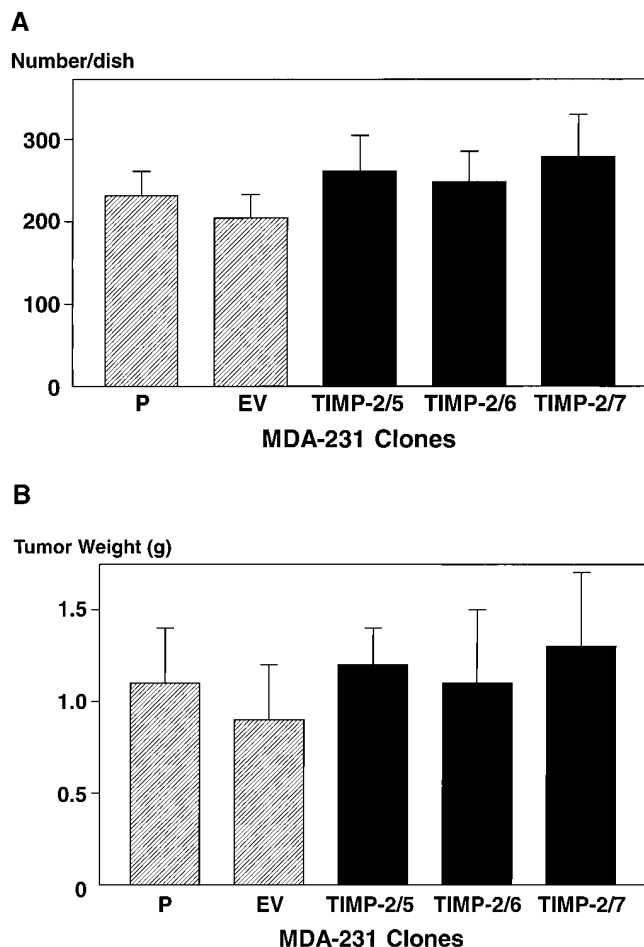 A
Number/dish
300
200
100
0
P EV TIMP-2/5 TIMP-2/6 TIMP-2/7
MDA-231 Clones
B
Tumor Weight (g)
1.5
1.0
0.5
0
P EV TIMP-2/5 TIMP-2/6 TIMP-2/7
MDA-231 Clones